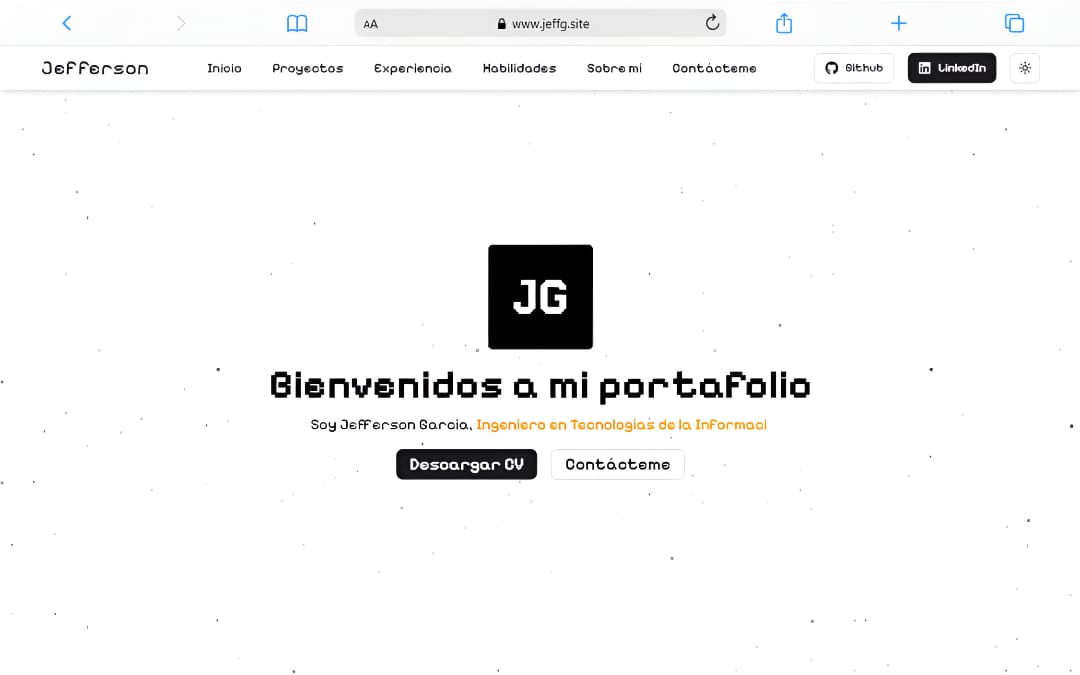 AA www.jeffg.site
Jefferson Inicio Proyectos Experiencia Habilidades Sobre mi Contácteme Github LinkedIn
JG
Bienvenidos a mi portafolio
Soy Jefferson Garcia, Ingeniero en Tecnologías de la Informaci
Descargar CV Contácteme